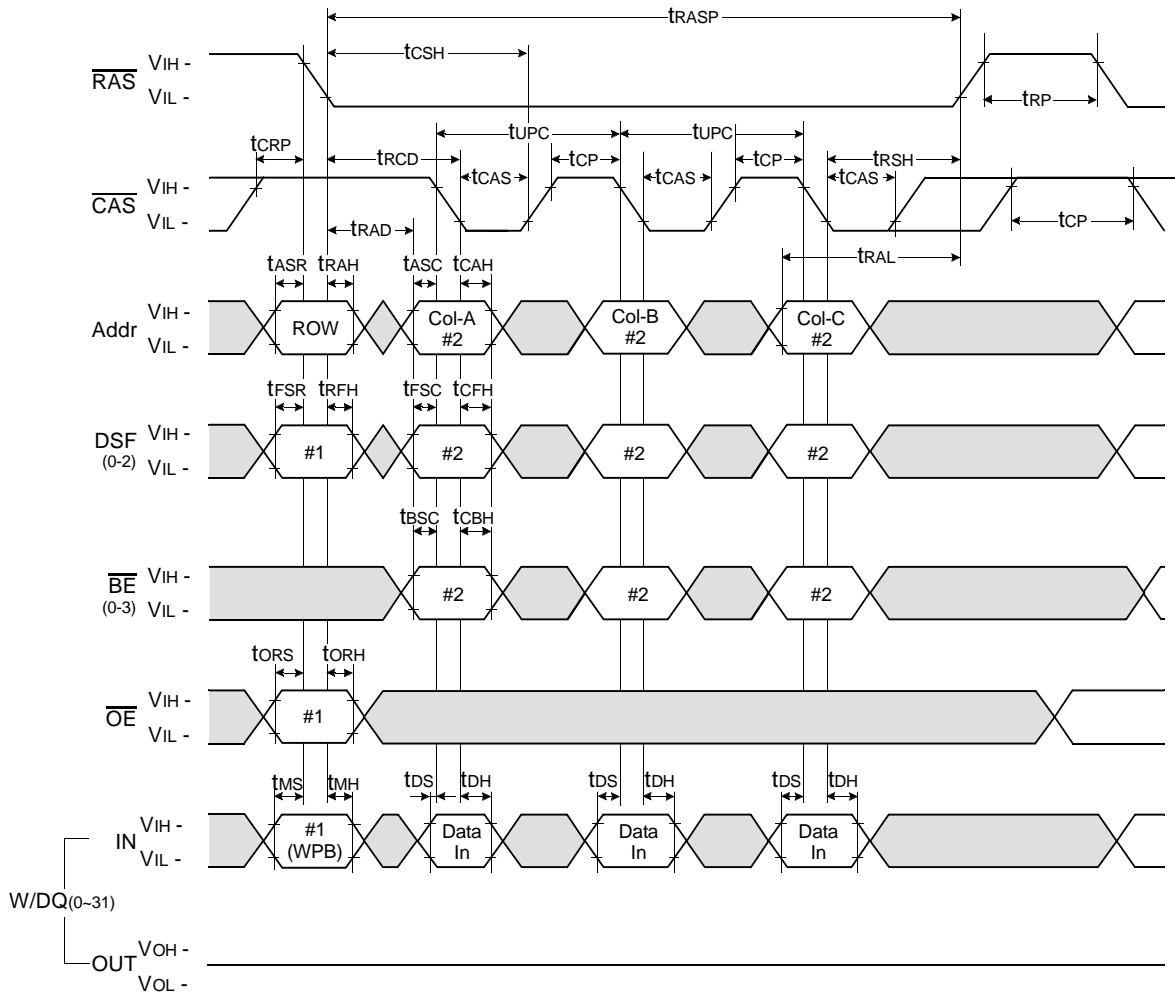 tRASP
tCSH
RAS VIH -
VIL -
tRP
tUPC tUPC
tCRP tRCD tCP tCP tRSH
tCAS tCAS tCAS
CAS VIH -
VIL -
tCP
tRAD
tRAL
tASR tRAH tASC tCAH
Addr VIH -
VIL -
ROW Col-A #2 Col-B #2 Col-C #2
tFSR tRFH tFSC tCFH
DSF (0-2) VIH -
VIL -
#1 #2 #2 #2
tBSC tCBH
BE (0-3) VIH -
VIL -
#2 #2 #2
tORS tORH
OE VIH -
VIL -
#1
tMS tMH tDS tDH tDS tDH tDS tDH
IN VIH -
VIL -
#1 (WPB) Data In Data In Data In
W/DQ(0~31)
OUT VOH -
VOL -